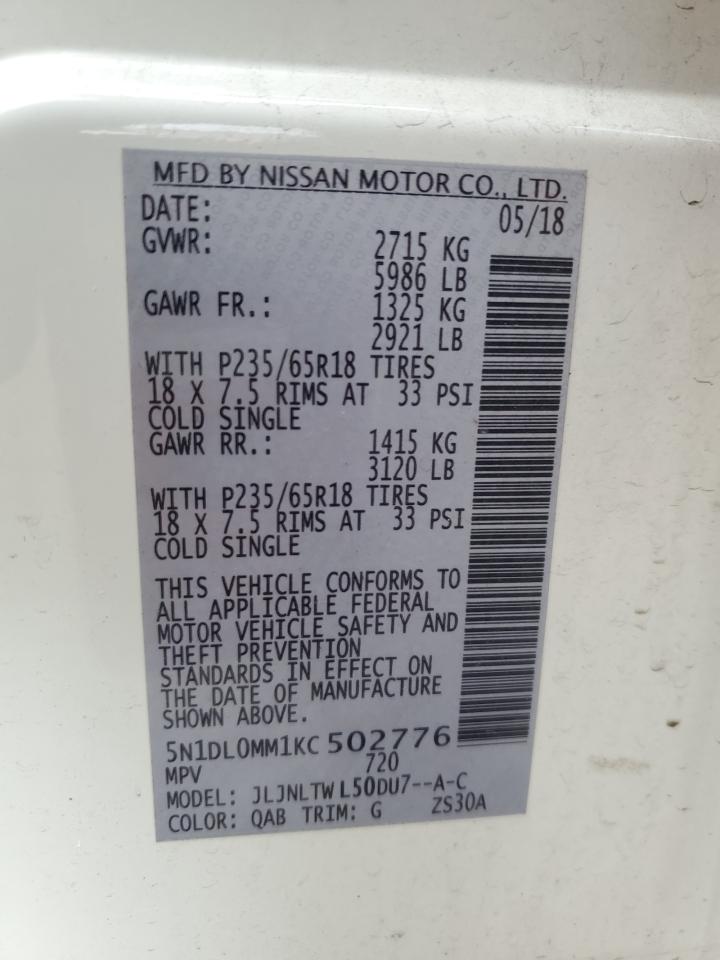 MFD BY NISSAN MOTOR CO., LTD.
DATE: 05/18
GVWR: 2715 KG
5986 LB
GAWR FR.: 1325 KG
2921 LB
WITH P235/65R18 TIRES
18 X 7.5 RIMS AT 33 PSI
COLD SINGLE
GAWR RR.: 1415 KG
3120 LB
WITH P235/65R18 TIRES
18 X 7.5 RIMS AT 33 PSI
COLD SINGLE
THIS VEHICLE CONFORMS TO
ALL APPLICABLE FEDERAL
MOTOR VEHICLE SAFETY AND
THEFT PREVENTION
STANDARDS IN EFFECT ON
THE DATE OF MANUFACTURE
SHOWN ABOVE.
5N1DL0MM1KC502776
MPV 720
MODEL: JLJNLTWL50DU7--A-C
COLOR: QAB TRIM: G ZS30A